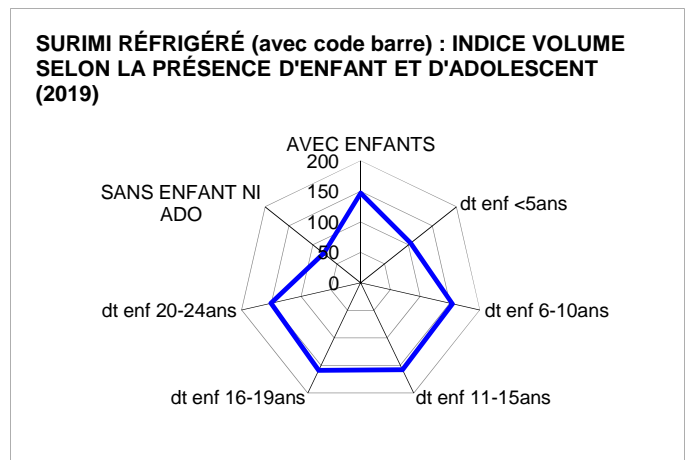 SURIMI RÉFRIGÉRÉ (avec code barre) : INDICE VOLUME
SELON LA PRÉSENCE D'ENFANT ET D'ADOLESCENT
(2019)
AVEC ENFANTS
200
150
100
50
0
dt enf <5ans
dt enf 6-10ans
dt enf 11-15ans
dt enf 16-19ans
dt enf 20-24ans
SANS ENFANT NI
ADO